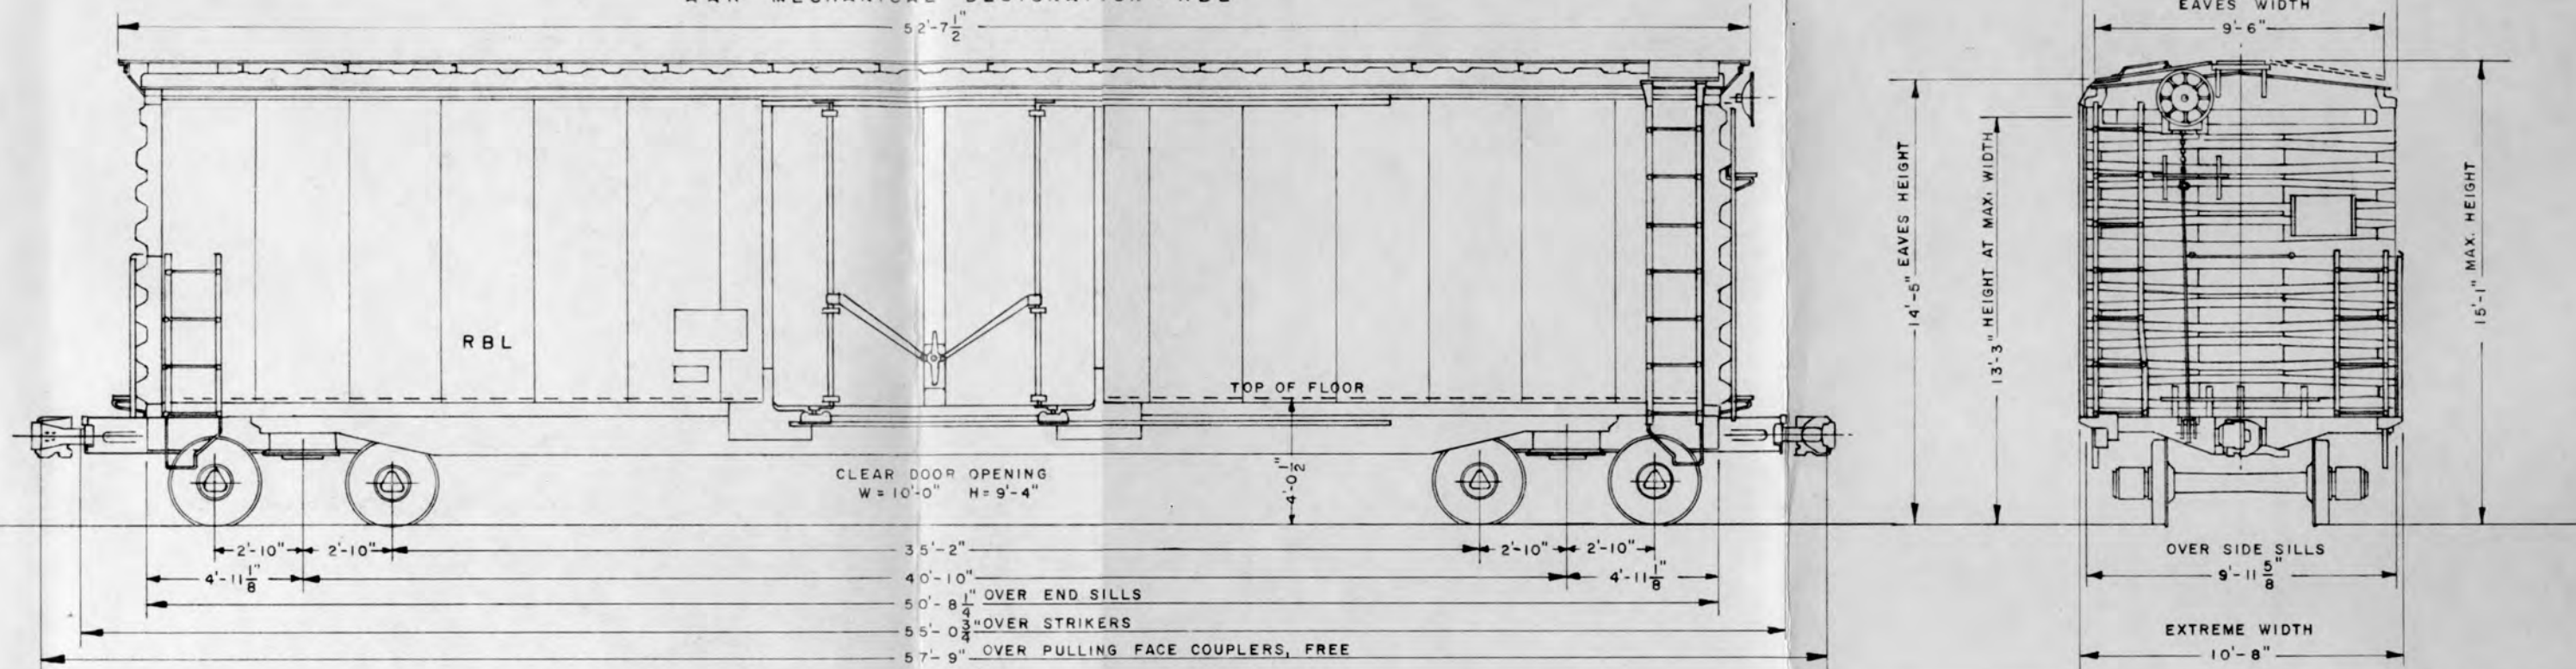 AAR MECHANICAL DESIGNATION RBL
52'-7 1/2"
EAVES WIDTH
9'-6"
RBL
TOP OF FLOOR
CLEAR DOOR OPENING
W = 10'-0" H = 9'-4"
4'-0 1/2"
14'-5" EAVES HEIGHT
13'-3" HEIGHT AT MAX. WIDTH
15'-1" MAX. HEIGHT
2'-10" 2'-10" 35'-2" 2'-10" 2'-10"
4'-11 1/8" 40'-10" 4'-11 1/8"
50'-8 1/4" OVER END SILLS
55'-0 3/4" OVER STRIKERS
57'-9" OVER PULLING FACE COUPLERS, FREE
OVER SIDE SILLS
9'-11 5/8"
EXTREME WIDTH
10'-8"